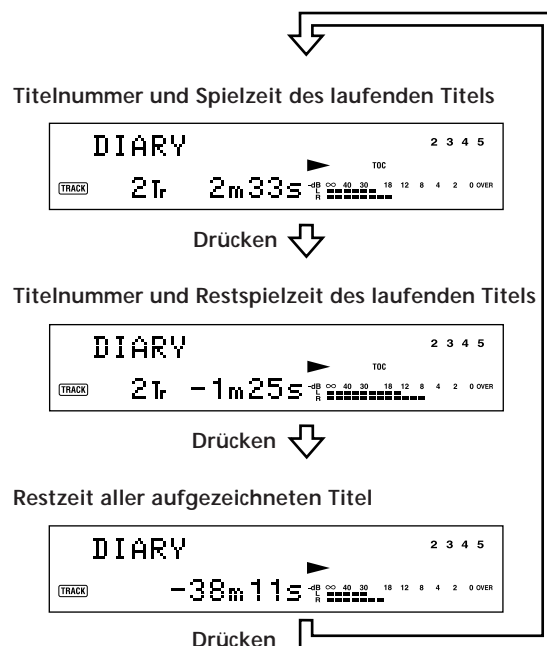 Titelnummer und Spielzeit des laufenden Titels
DIARY 2 3 4 5
TOC
TRACK 2Tr 2m33s -dB ∞ 40 30 18 12 8 4 2 0 OVER
L
R
Drücken
Titelnummer und Restspielzeit des laufenden Titels
DIARY 2 3 4 5
TOC
TRACK 2Tr -1m25s -dB ∞ 40 30 18 12 8 4 2 0 OVER
L
R
Drücken
Restzeit aller aufgezeichneten Titel
DIARY 2 3 4 5
TRACK -38m11s -dB ∞ 40 30 18 12 8 4 2 0 OVER
L
R
Drücken